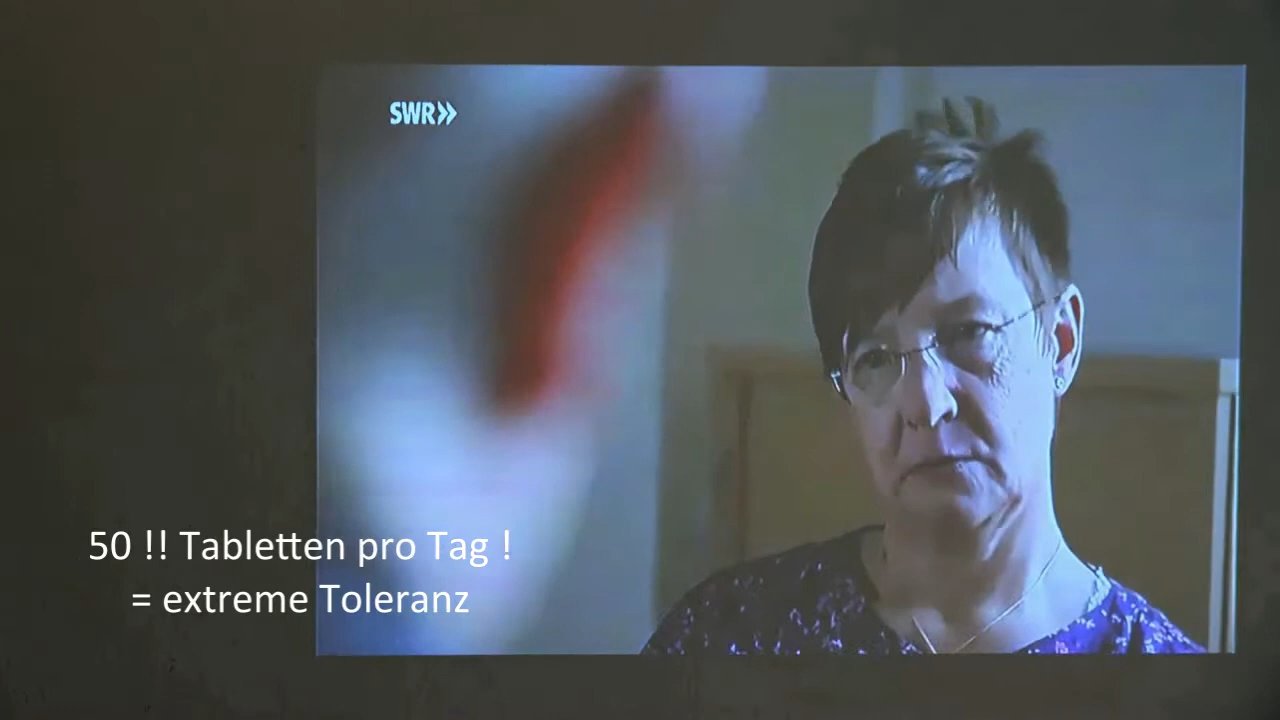 SWR»
50 !! Tabletten pro Tag !
= extreme Toleranz